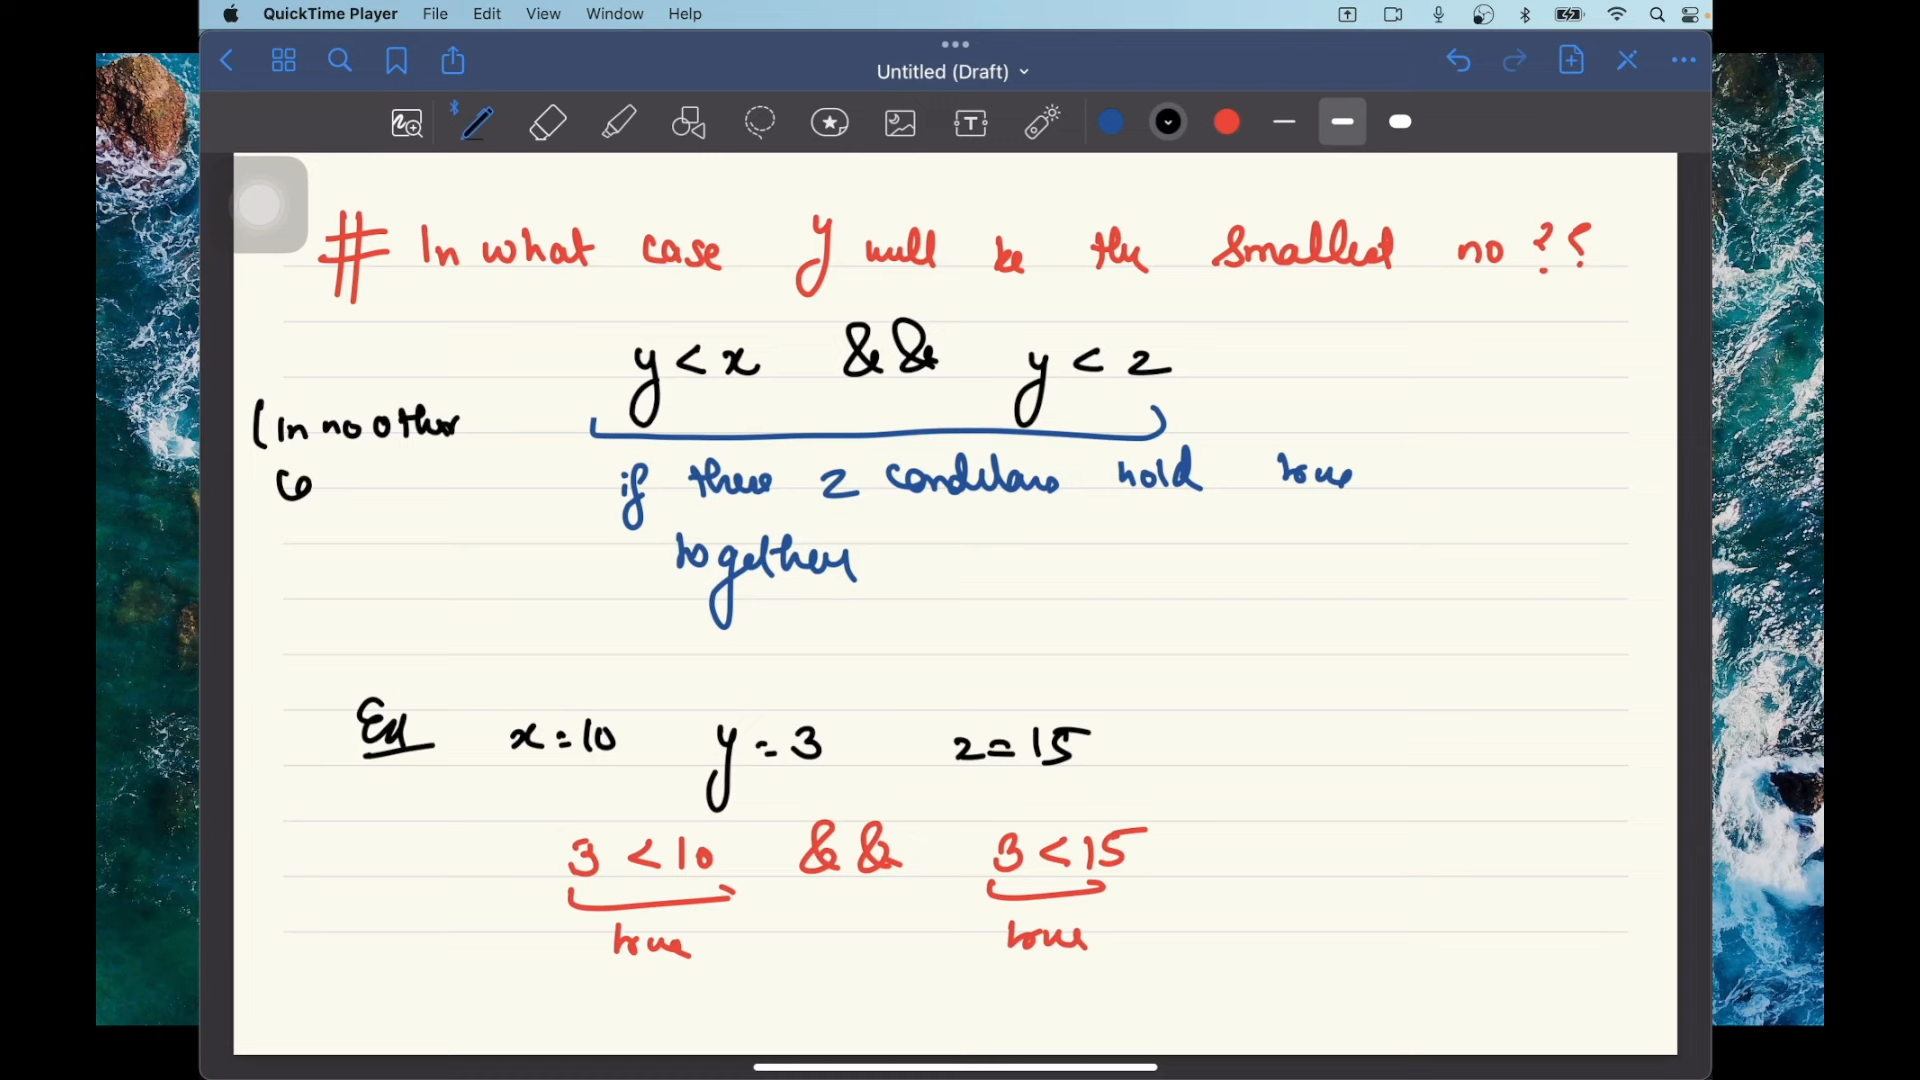 QuickTime Player File Edit View Window Help
Untitled (Draft)
# In what case y will be the smallest no ??
y < x && y < z
(In no other
if these 2 conditions hold true
together
Ex x = 10 y = 3 z = 15
3 < 10 && 3 < 15
true true